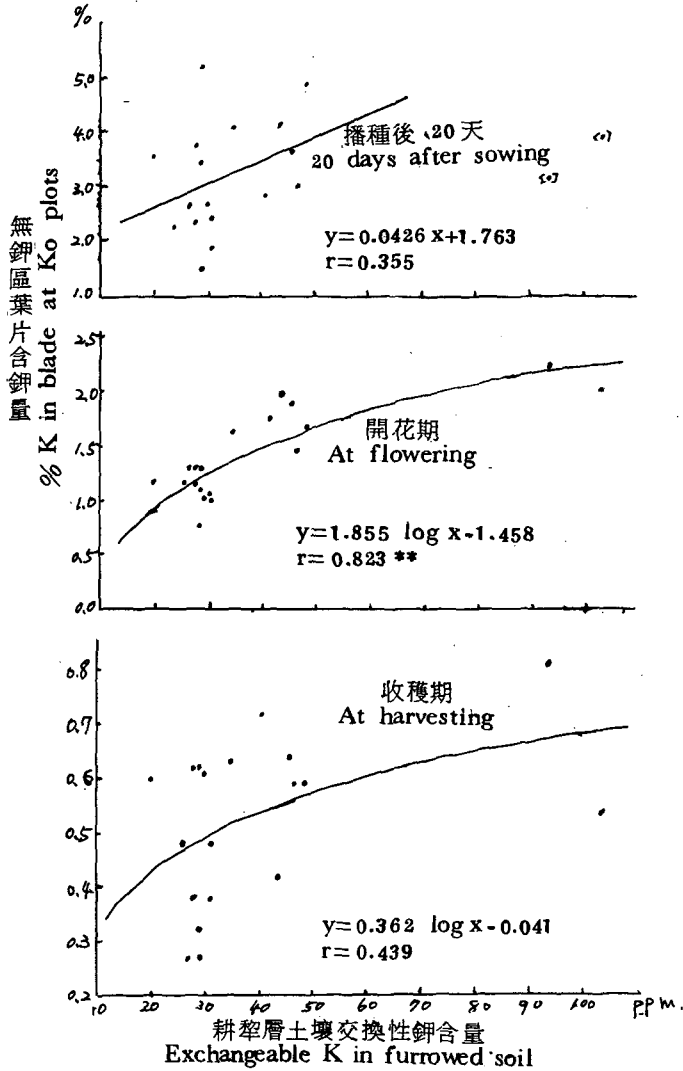 %
5.0
4.0
3.0
2.0
1.0
播種後 20天
20 days after sowing
y=0.0426 x+1.763
r=0.355
無鉀區葉片含鉀量
% K in blade at Ko plots
2.5
2.0
1.5
1.0
0.5
0.0
開花期
At flowering
y=1.855 log x-1.458
r=0.823 **
0.8
0.7
0.6
0.5
0.4
0.3
0.2
收穫期
At harvesting
y=0.362 log x-0.041
r=0.439
10 20 30 40 50 60 70 80 90 100 ppm.
耕犂層土壤交換性鉀含量
Exchangeable K in furrowed soil